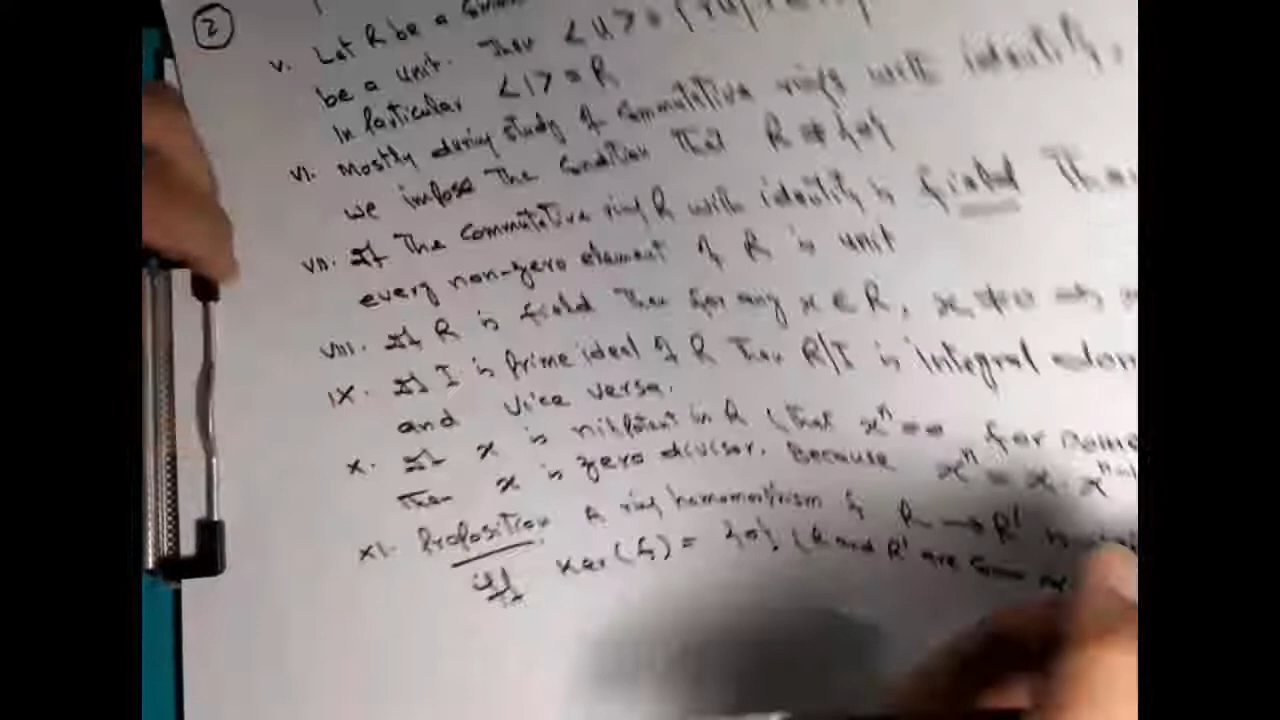 2
v. Let R be a
be a unit. Then <u> = {ru | r ∈
In particular <1> = R
vi. Mostly during study of commutative rings with identity,
we impose the condition that R ≠ {0}
vii. If the commutative ring R with identity is field Then
every non-zero element of R is unit
viii. If R is field then for any x ∈ R, x,
ix. If I is prime ideal of R then R/I is Integral
and vice versa.
x. If x is nilpotent in R (that x^n = 0 for some
then x is zero divisor. Because x^n = x. x^n-1
xi. Proposition A ring homomorphism f: R → R'
iff Ker(f) = {0} (R and R' are Comm